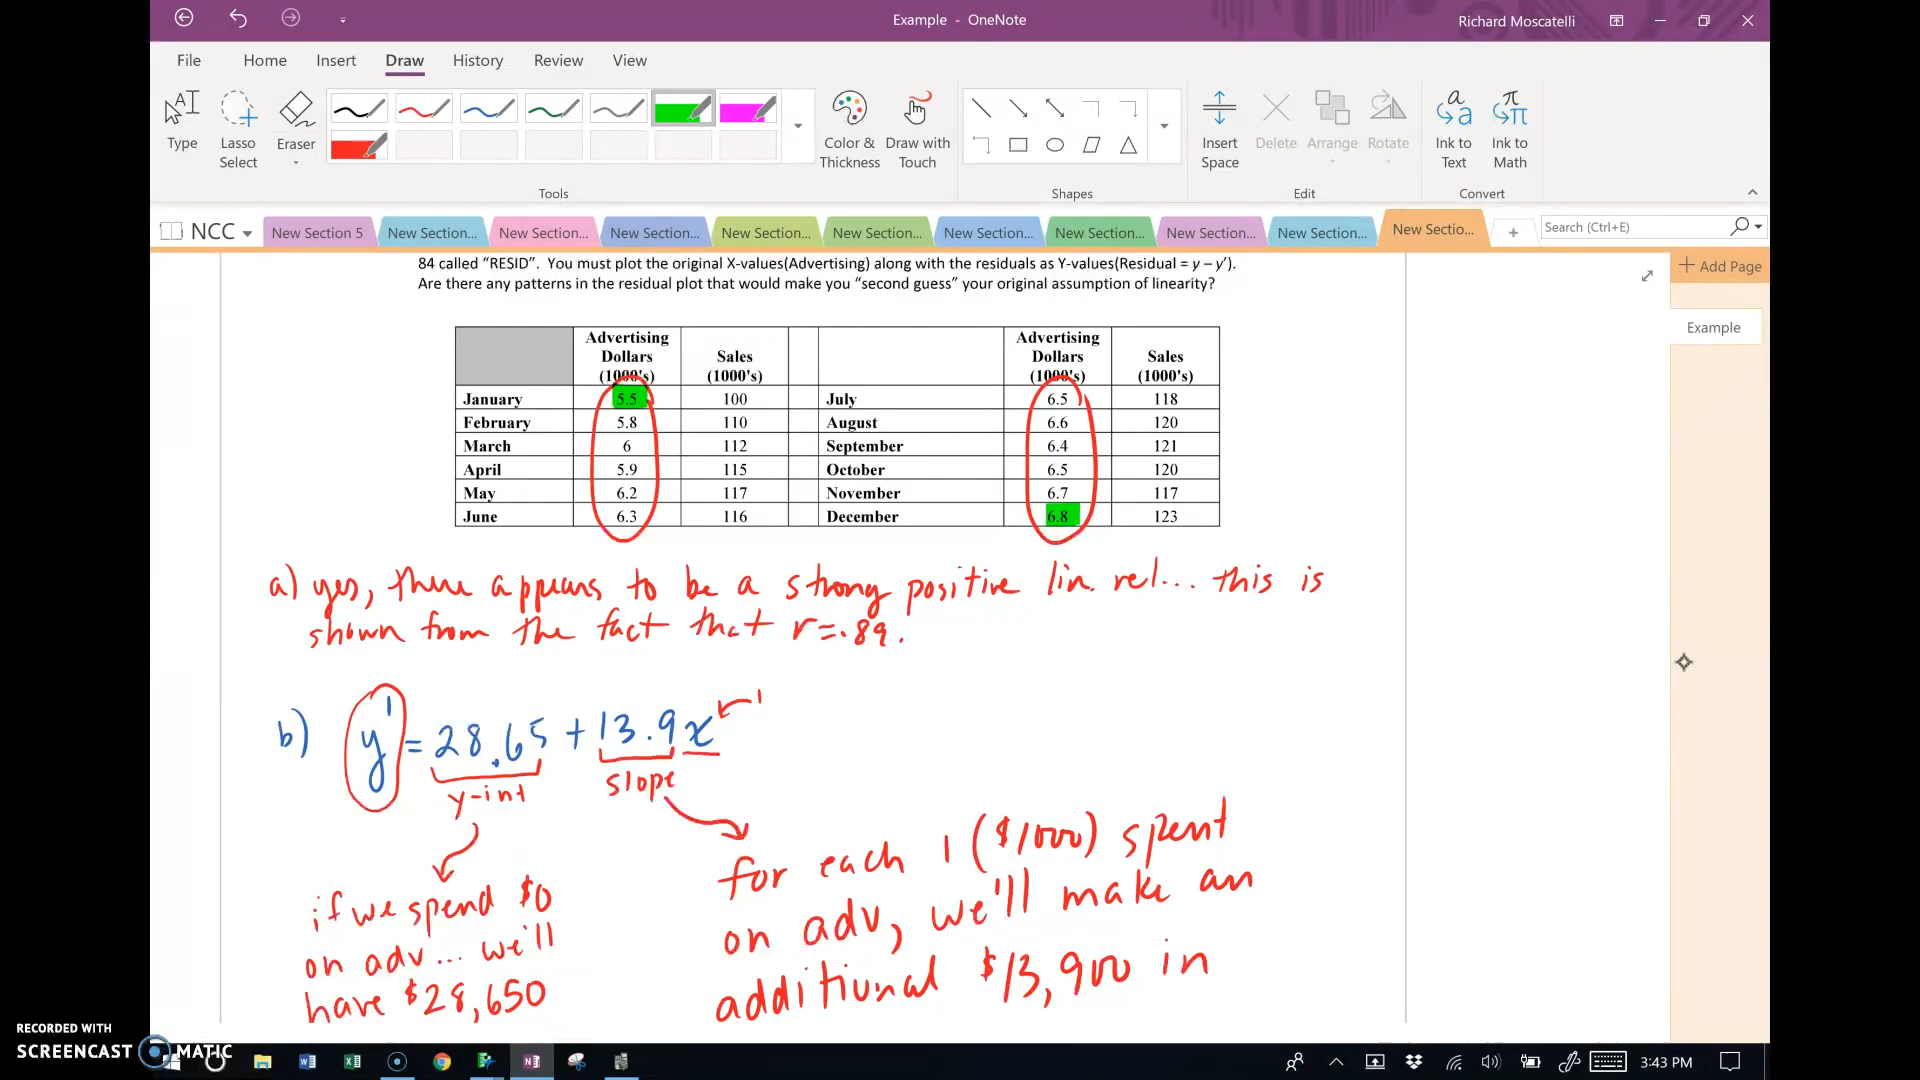 Example - OneNote
Richard Moscatelli
File Home Insert Draw History Review View
Type
Lasso Select
Eraser
Color & Thickness
Draw with Touch
Insert Space
Delete
Arrange
Rotate
Ink to Text
Ink to Math
Tools Shapes Edit Convert
NCC New Section 5 New Section... New Section... New Section... New Section... New Section... New Section... New Section... New Section... New Section... New Sectio... Search (Ctrl+E)
Add Page
Example
84 called “RESID”. You must plot the original X-values(Advertising) along with the residuals as Y-values(Residual = y – y’).
Are there any patterns in the residual plot that would make you “second guess” your original assumption of linearity?
Advertising Dollars (1000's) Sales (1000's) Advertising Dollars (1000's) Sales (1000's)
January 5.5 100 July 6.5 118
February 5.8 110 August 6.6 120
March 6 112 September 6.4 121
April 5.9 115 October 6.5 120
May 6.2 117 November 6.7 117
June 6.3 116 December 6.8 123
a) yes, there appears to be a strong positive lin. rel... this is
shown from the fact that r=.89.
b) y' = 28.65 + 13.9x
1
y-int slope
for each 1 ($1000) spent
on adv, we'll make an
additional $13,900 in
if we spend $0
on adv... we'll
have $28,650
RECORDED WITH
SCREENCAST MATIC
3:43 PM